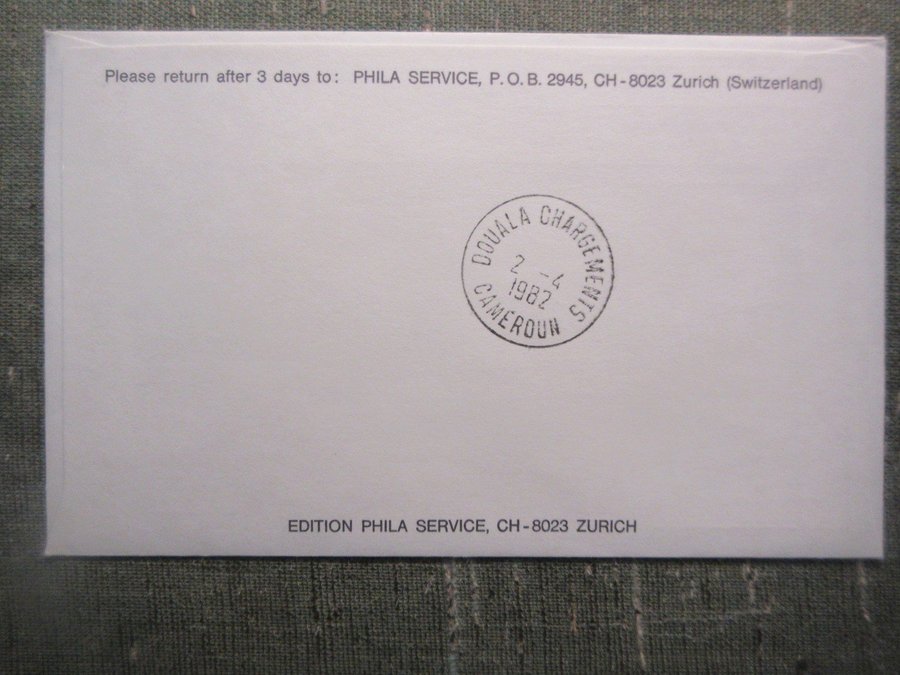 Please return after 3 days to: PHILA SERVICE, P.O.B. 2945, CH-8023 Zurich (Switzerland)
DOUALA CHARGEMENTS
2 -4
1982
CAMEROUN
EDITION PHILA SERVICE, CH-8023 ZURICH